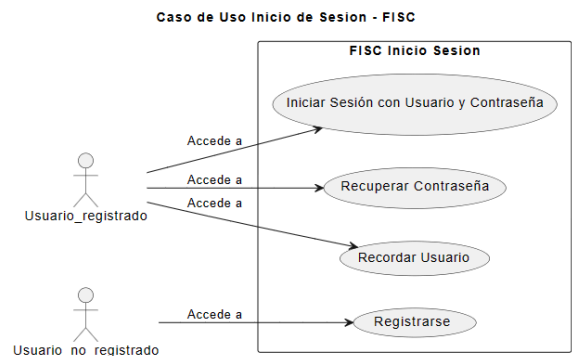 Caso de Uso Inicio de Sesion - FISC
FISC Inicio Sesion
Iniciar Sesión con Usuario y Contraseña
Accede a
Accede a
Recuperar Contraseña
Accede a
Usuario_registrado
Recordar Usuario
Accede a
Registrarse
Usuario_no_registrado